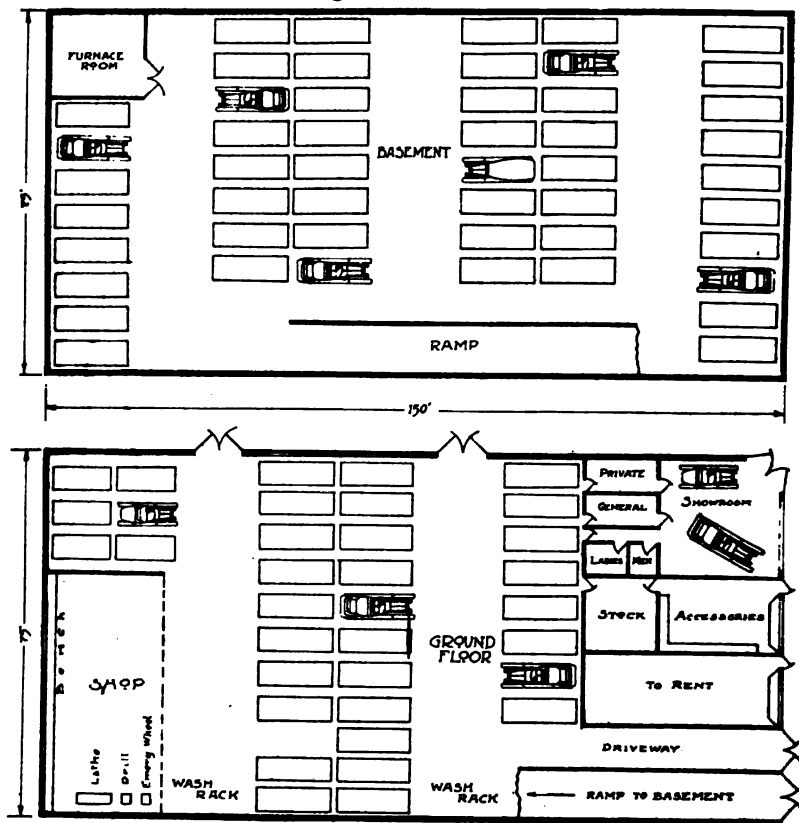 FURNACE
ROOM
BASEMENT
RAMP
150'
PRIVATE
GENERAL
SHOWROOM
LADIES
MEN
STOCK
ACCESSORIES
GROUND
FLOOR
BENCH
SHOP
TO RENT
DRIVEWAY
Lathe
Drill
Emery Wheel
WASH
RACK
WASH
RACK
RAMP TO BASEMENT
75'